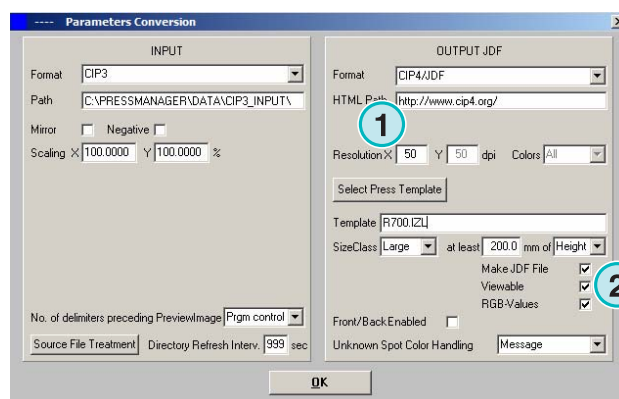 ---- Parameters Conversion
INPUT
Format CIP3
Path C:\PRESSMANAGER\DATA\CIP3_INPUT\
Mirror Negative
Scaling X 100.0000 Y 100.0000 %
No. of delimiters preceding PreviewImage Prgm control
Source File Treatment Directory Refresh Interv. 999 sec
OUTPUT JDF
Format CIP4/JDF
HTML Path http://www.cip4.org/
1
Resolution X 50 Y 50 dpi Colors All
Select Press Template
Template R700.IZL
SizeClass Large at least 200.0 mm of Height
Make JDF File
Viewable
2
RGB-Values
Front/Back Enabled
Unknown Spot Color Handling Message
OK